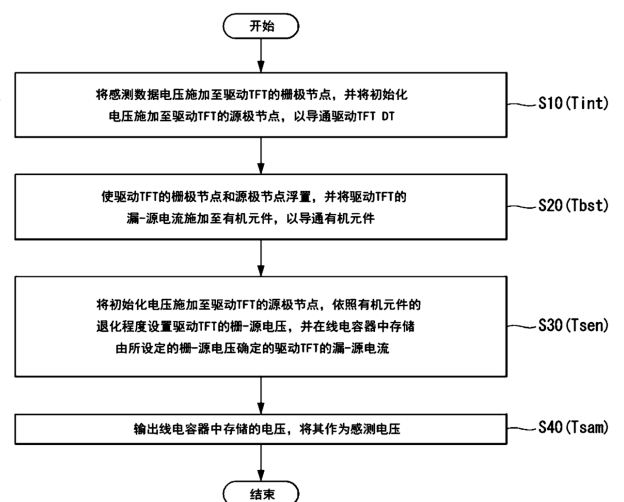 开始
将感测数据电压施加至驱动TFT的栅极节点，并将初始化
电压施加至驱动TFT的源极节点，以导通驱动TFT DT
S10(Tint)
使驱动TFT的栅极节点和源极节点浮置，并将驱动TFT的
漏-源电流施加至有机元件，以导通有机元件
S20(Tbst)
将初始化电压施加至驱动TFT的源极节点，依照有机元件的
退化程度设置驱动TFT的栅-源电压，并在线电容器中存储
由所设定的栅-源电压确定的驱动TFT的漏-源电流
S30(Tsen)
输出线电容器中存储的电压，将其作为感测电压
S40(Tsam)
结束